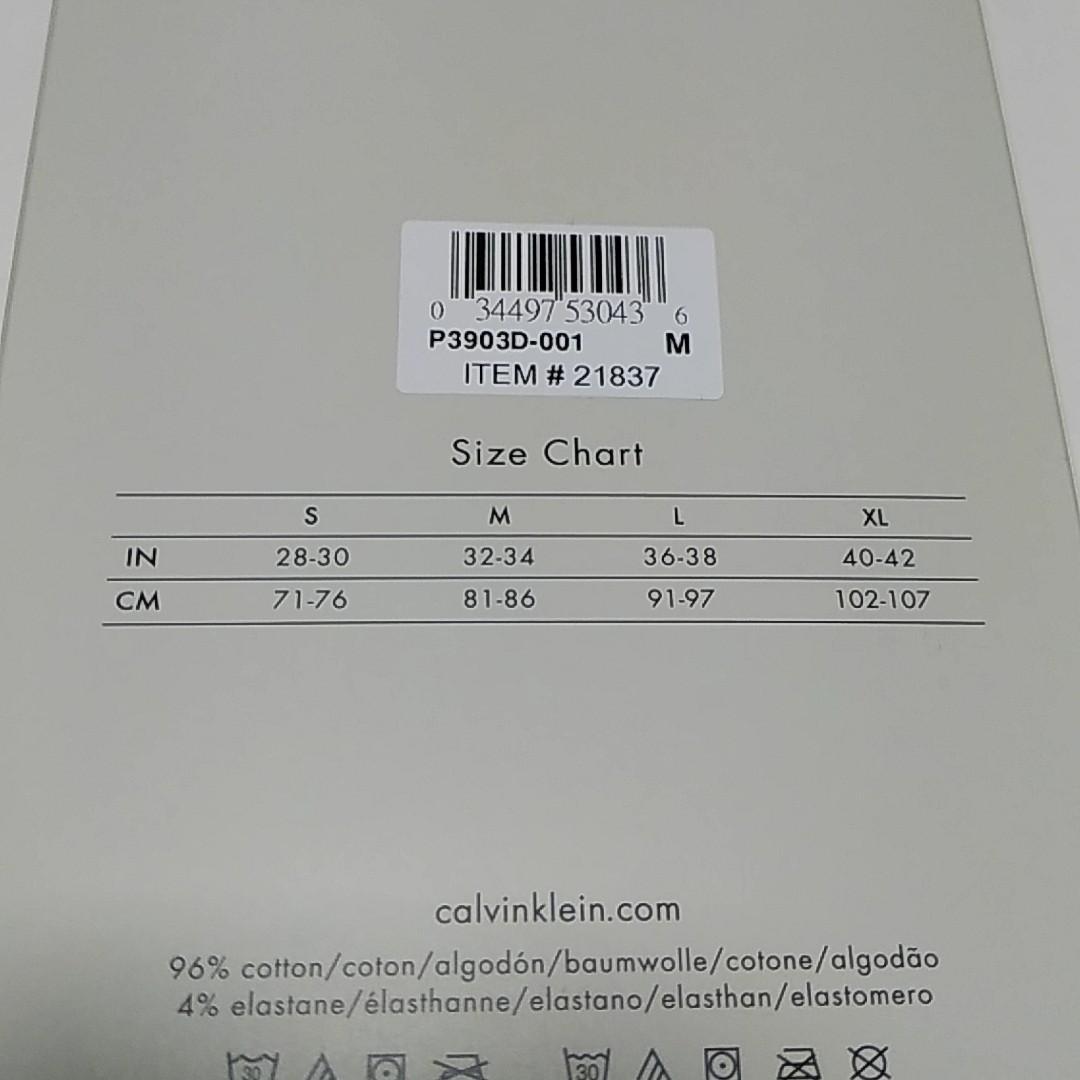 0 34497 53043 6
P3903D-001 M
ITEM # 21837
Size Chart
S M L XL
IN 28-30 32-34 36-38 40-42
CM 71-76 81-86 91-97 102-107
calvinklein.com
96% cotton/coton/algodón/baumwolle/cotone/algodão
4% elastane/élasthanne/elastano/elasthan/elastomero
30 30